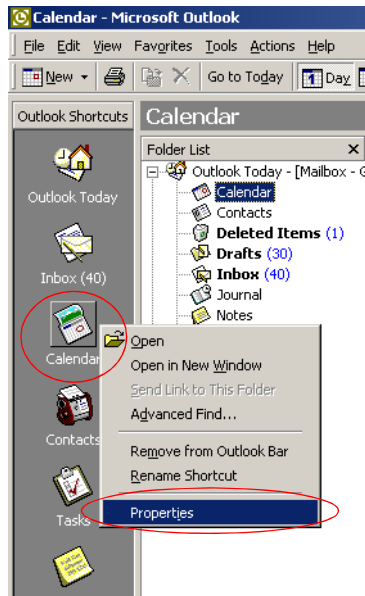 Calendar - Microsoft Outlook
File Edit View Favorites Tools Actions Help
New Go to Today 1 Day
Outlook Shortcuts
Calendar
Folder List
Outlook Today - [Mailbox - G
Calendar
Contacts
Deleted Items (1)
Drafts (30)
Inbox (40)
Journal
Notes
Outlook Today
Inbox (40)
Calendar
Contacts
Tasks
Open
Open in New Window
Send Link to This Folder
Advanced Find...
Remove from Outlook Bar
Rename Shortcut
Properties